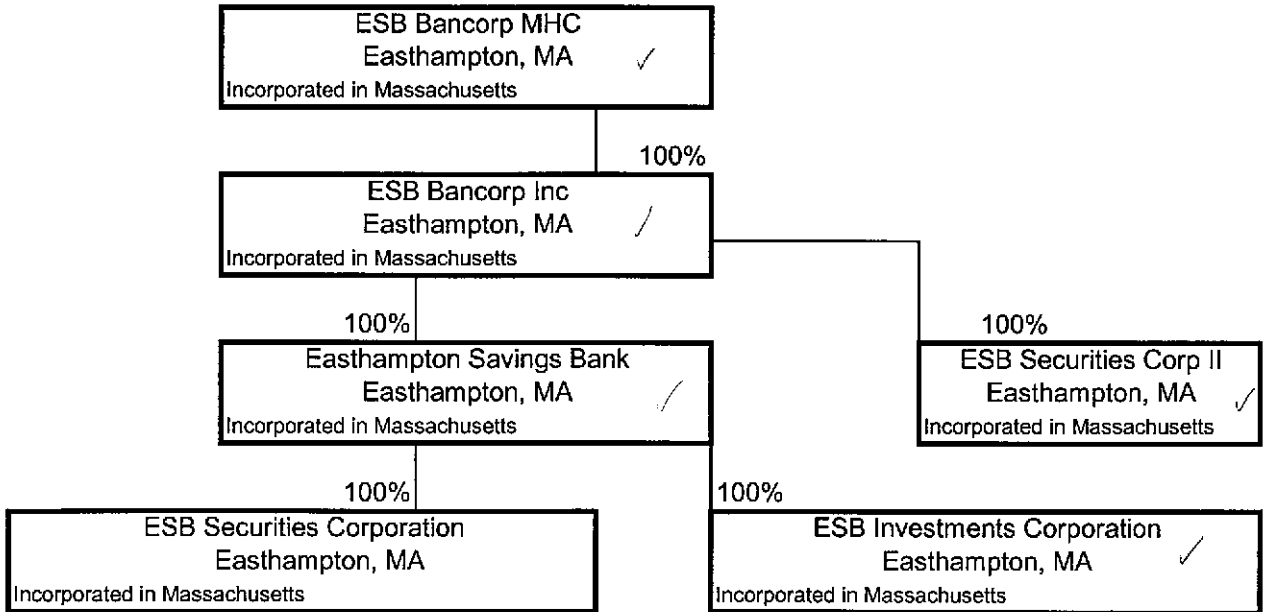 ESB Bancorp MHC
Easthampton, MA
Incorporated in Massachusetts
100%
ESB Bancorp Inc
Easthampton, MA
Incorporated in Massachusetts
100%
100%
Easthampton Savings Bank
Easthampton, MA
Incorporated in Massachusetts
ESB Securities Corp II
Easthampton, MA
Incorporated in Massachusetts
100%
100%
ESB Securities Corporation
Easthampton, MA
Incorporated in Massachusetts
ESB Investments Corporation
Easthampton, MA
Incorporated in Massachusetts